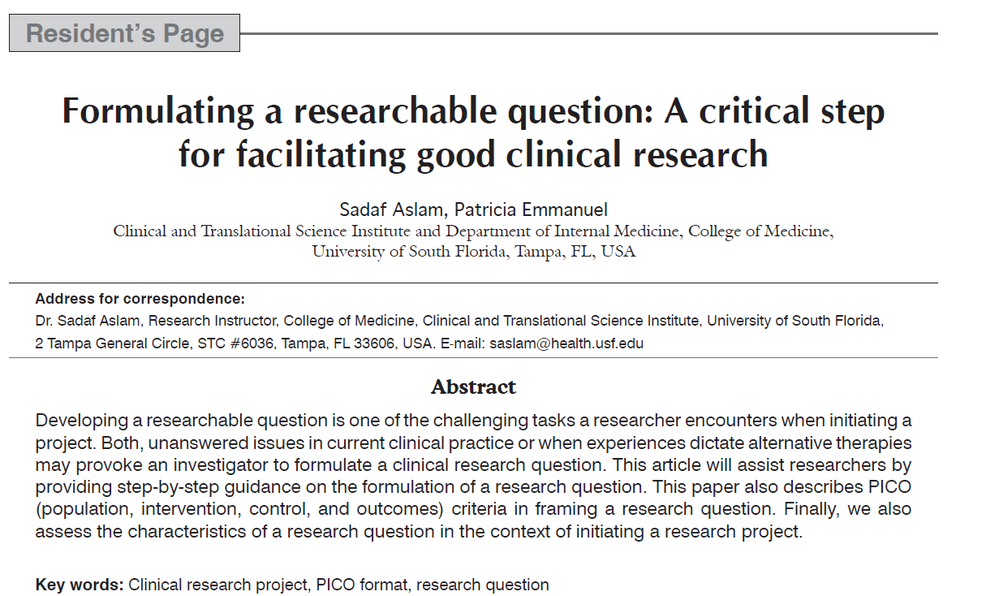 Resident's Page
Formulating a researchable question: A critical step
for facilitating good clinical research
Sadaf Aslam, Patricia Emmanuel
Clinical and Translational Science Institute and Department of Internal Medicine, College of Medicine,
University of South Florida, Tampa, FL, USA
Address for correspondence:
Dr. Sadaf Aslam, Research Instructor, College of Medicine, Clinical and Translational Science Institute, University of South Florida,
2 Tampa General Circle, STC #6036, Tampa, FL 33606, USA. E-mail: saslam@health.usf.edu
Abstract
Developing a researchable question is one of the challenging tasks a researcher encounters when initiating a
project. Both, unanswered issues in current clinical practice or when experiences dictate alternative therapies
may provoke an investigator to formulate a clinical research question. This article will assist researchers by
providing step-by-step guidance on the formulation of a research question. This paper also describes PICO
(population, intervention, control, and outcomes) criteria in framing a research question. Finally, we also
assess the characteristics of a research question in the context of initiating a research project.
Key words: Clinical research project, PICO format, research question